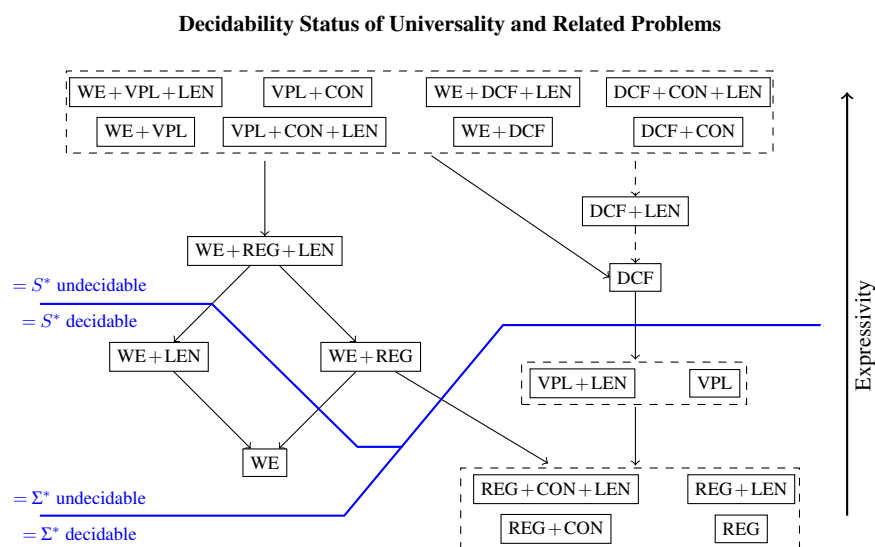 Decidability Status of Universality and Related Problems
WE + VPL + LEN
VPL + CON
WE + DCF + LEN
DCF + CON + LEN
WE + VPL
VPL + CON + LEN
WE + DCF
DCF + CON
DCF + LEN
WE + REG + LEN
DCF
= S* undecidable
= S* decidable
WE + LEN
WE + REG
VPL + LEN
VPL
WE
REG + CON + LEN
REG + LEN
= Σ* undecidable
REG + CON
REG
= Σ* decidable
Expressivity